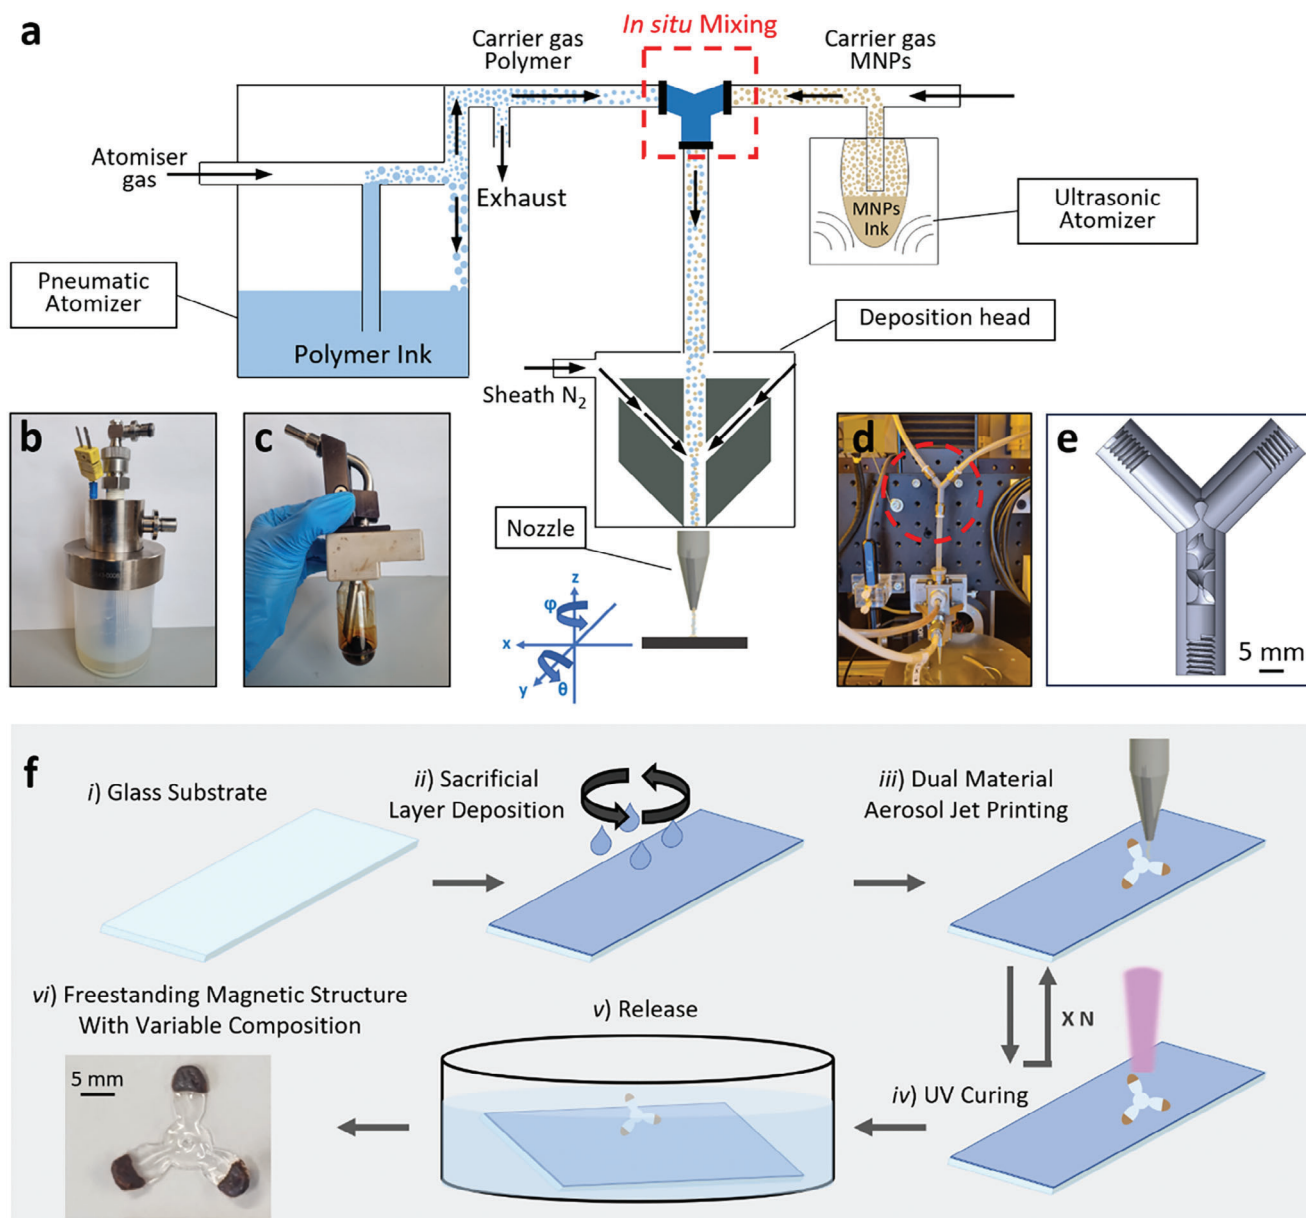 a
In situ Mixing
Carrier gas
Polymer
Carrier gas
MNPs
Atomiser
gas
Exhaust
MNPs
Ink
Ultrasonic
Atomizer
Pneumatic
Atomizer
Polymer Ink
Deposition head
Sheath N₂
Nozzle
z
φ
x
y
θ
b
c
d
e
5 mm
f
i) Glass Substrate
ii) Sacrificial
Layer Deposition
iii) Dual Material
Aerosol Jet Printing
X N
iv) UV Curing
v) Release
vi) Freestanding Magnetic Structure
With Variable Composition
5 mm